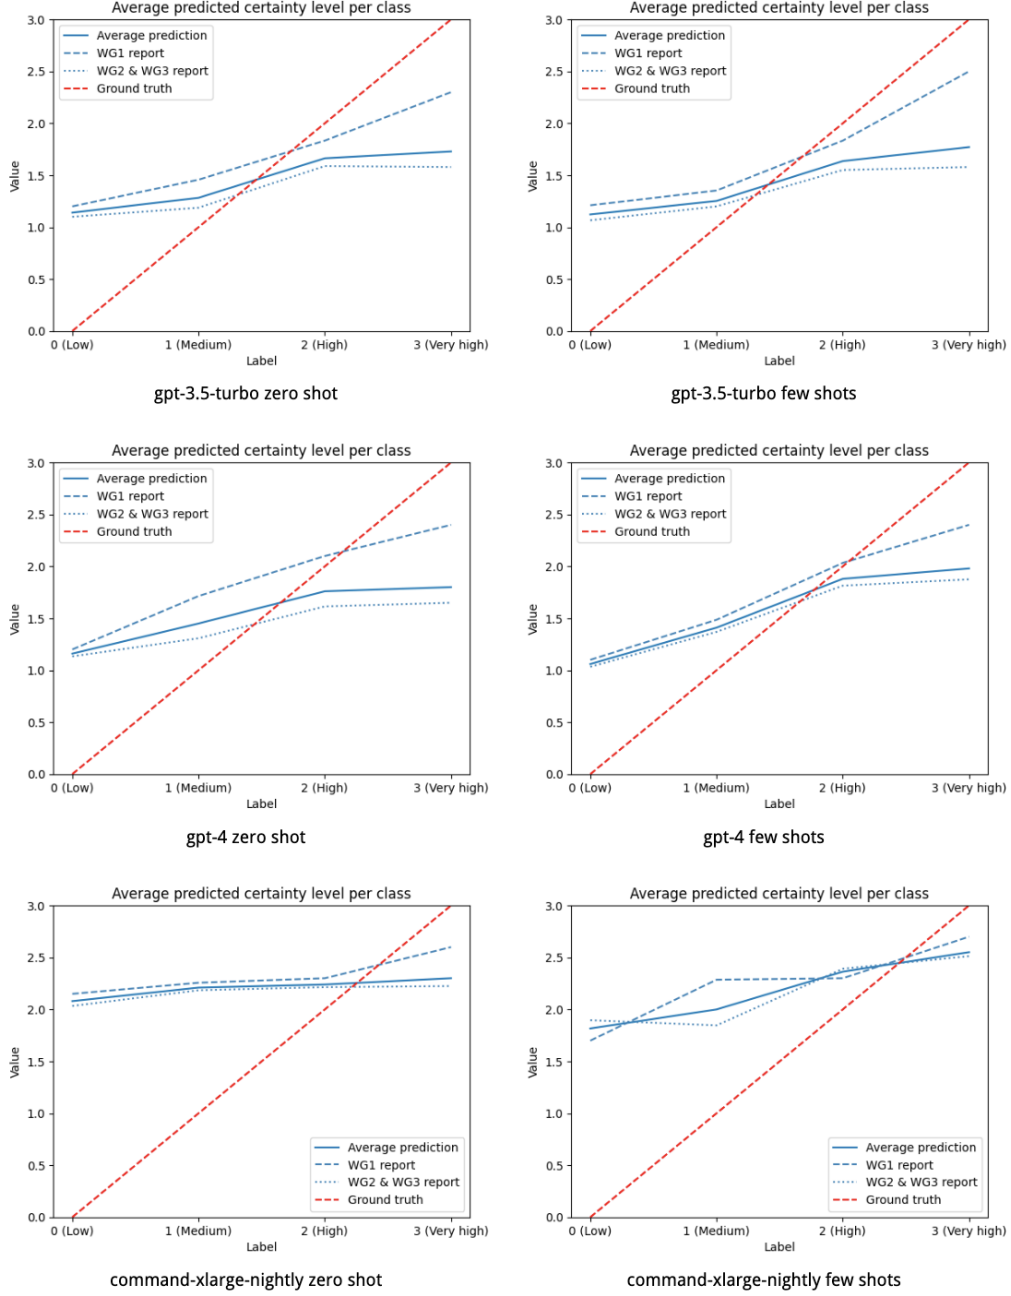 Average predicted certainty level per class
3.0
2.5
2.0
1.5
1.0
0.5
0.0
Value
Average prediction
WG1 report
WG2 & WG3 report
Ground truth
0 (Low)
1 (Medium)
2 (High)
3 (Very high)
Label
gpt-3.5-turbo zero shot
Average predicted certainty level per class
3.0
2.5
2.0
1.5
1.0
0.5
0.0
Value
Average prediction
WG1 report
WG2 & WG3 report
Ground truth
0 (Low)
1 (Medium)
2 (High)
3 (Very high)
Label
gpt-3.5-turbo few shots
Average predicted certainty level per class
3.0
2.5
2.0
1.5
1.0
0.5
0.0
Value
Average prediction
WG1 report
WG2 & WG3 report
Ground truth
0 (Low)
1 (Medium)
2 (High)
3 (Very high)
Label
gpt-4 zero shot
Average predicted certainty level per class
3.0
2.5
2.0
1.5
1.0
0.5
0.0
Value
Average prediction
WG1 report
WG2 & WG3 report
Ground truth
0 (Low)
1 (Medium)
2 (High)
3 (Very high)
Label
gpt-4 few shots
Average predicted certainty level per class
3.0
2.5
2.0
1.5
1.0
0.5
0.0
Value
Average prediction
WG1 report
WG2 & WG3 report
Ground truth
0 (Low)
1 (Medium)
2 (High)
3 (Very high)
Label
command-xlarge-nightly zero shot
Average predicted certainty level per class
3.0
2.5
2.0
1.5
1.0
0.5
0.0
Value
Average prediction
WG1 report
WG2 & WG3 report
Ground truth
0 (Low)
1 (Medium)
2 (High)
3 (Very high)
Label
command-xlarge-nightly few shots